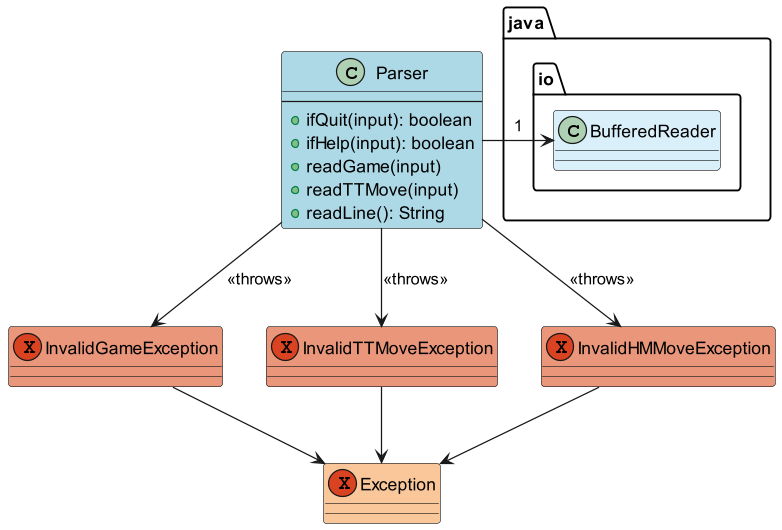 java
io
C Parser
ifQuit(input): boolean
ifHelp(input): boolean
readGame(input)
readTTMove(input)
readLine(): String
1
C BufferedReader
«throws»
«throws»
«throws»
X InvalidGameException
X InvalidTTMoveException
X InvalidHMMoveException
X Exception